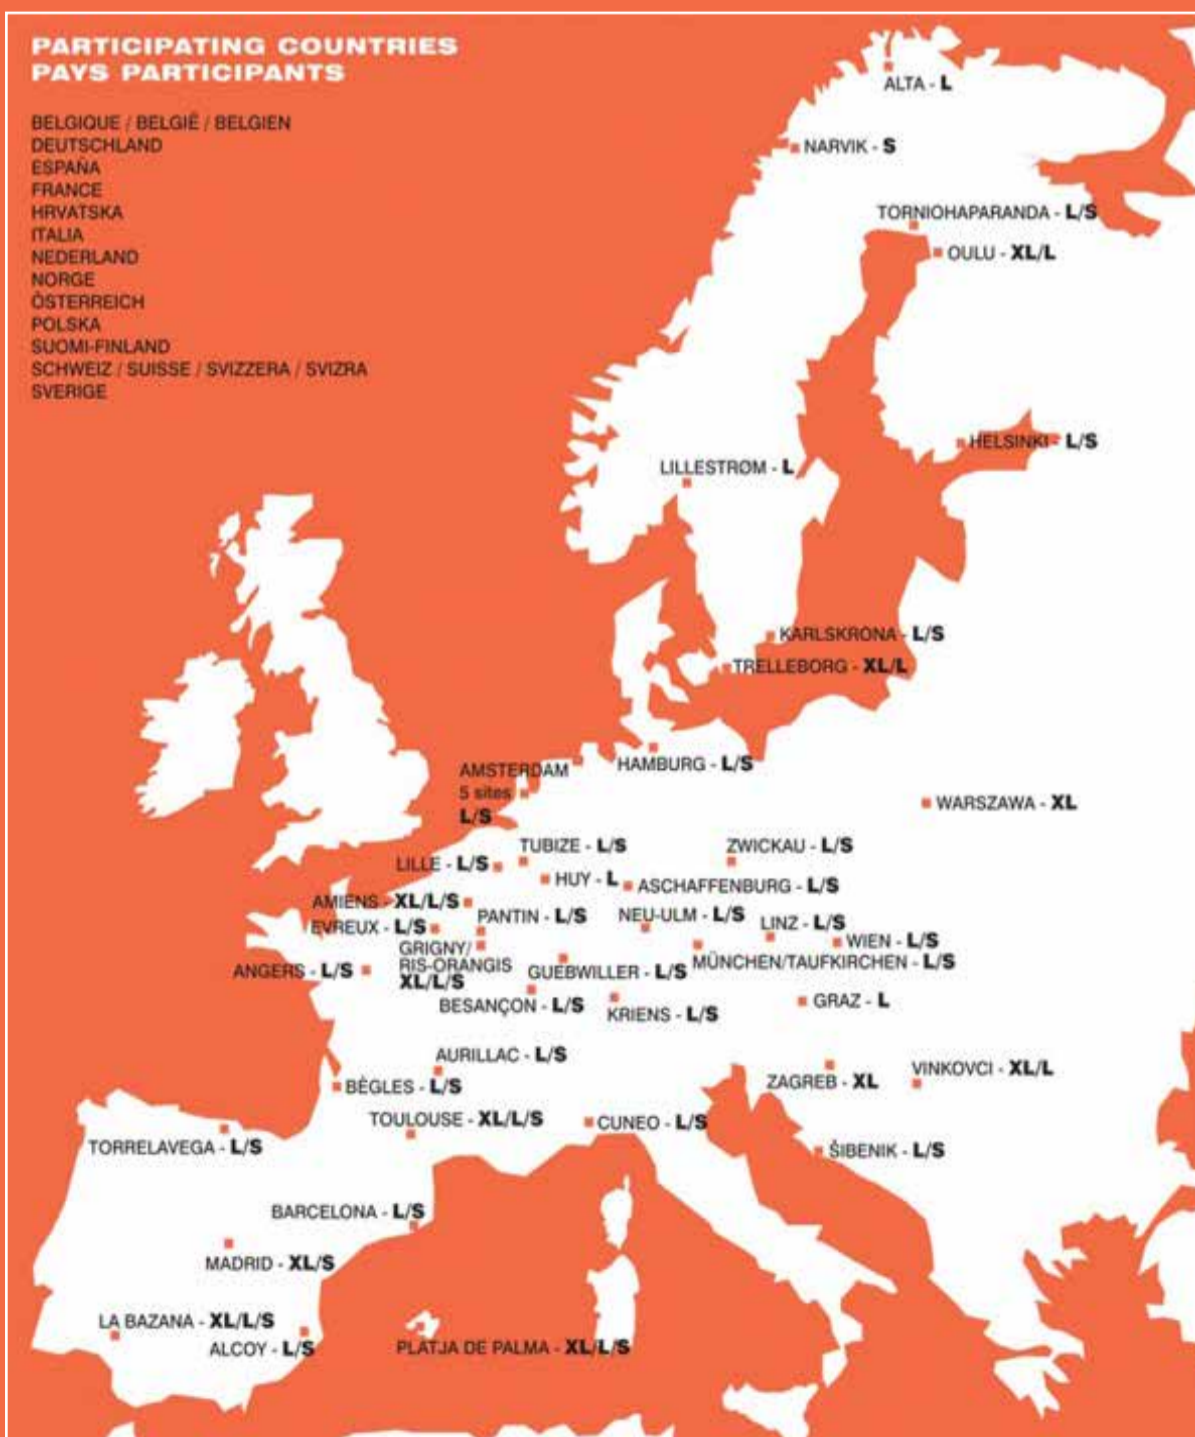 PARTICIPATING COUNTRIES
PAYS PARTICIPANTS
BELGIQUE / BELGIË / BELGIEN
DEUTSCHLAND
ESPAÑA
FRANCE
HRVATSKA
ITALIA
NEDERLAND
NORGE
ÖSTERREICH
POLSKA
SUOMI-FINLAND
SCHWEIZ / SUISSE / SVIZZERA / SVIZRA
SVERIGE
ALTA - L
NARVIK - S
TORNIOHAPARANDA - L/S
OULU - XL/L
HELSINKI - L/S
LILLESTRØM - L
KARLSKRONA - L/S
TRELLEBORG - XL/L
HAMBURG - L/S
AMSTERDAM
5 sites
L/S
WARSZAWA - XL
TUBIZE - L/S
ZWICKAU - L/S
LILLE - L/S
HUY - L
ASCHAFFENBURG - L/S
AMIENS - XL/L/S
PANTIN - L/S
NEU-ULM - L/S
LINZ - L/S
EVREUX - L/S
WIEN - L/S
GRIGNY/
RIS-ORANGIS
XL/L/S
MÜNCHEN/TAUFKIRCHEN - L/S
ANGERS - L/S
GUEBWILLER - L/S
BESANÇON - L/S
KRIENS - L/S
GRAZ - L
AURILLAC - L/S
VINKOVCI - XL/L
ZAGREB - XL
BÈGLES - L/S
TOULOUSE - XL/L/S
CUNEO - L/S
TORRELAVEGA - L/S
ŠIBENIK - L/S
BARCELONA - L/S
MADRID - XL/S
LA BAZANA - XL/L/S
ALCOY - L/S
PLATJA DE PALMA - XL/L/S